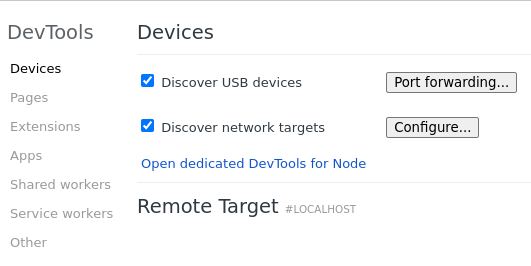 DevTools
Devices
Pages
Extensions
Apps
Shared workers
Service workers
Other
Devices
Discover USB devices
Port forwarding...
Discover network targets
Configure...
Open dedicated DevTools for Node
Remote Target #LOCALHOST